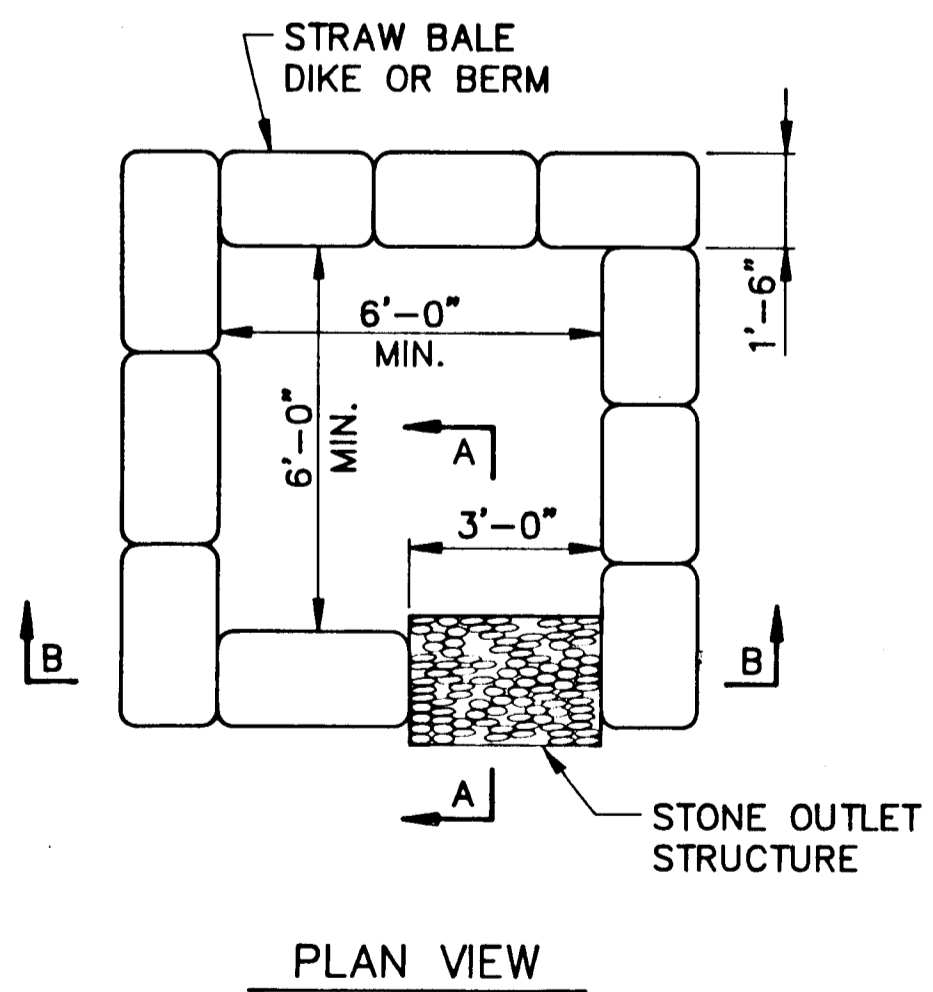 STRAW BALE
DIKE OR BERM
1'-6"
6'-0"
MIN.
6'-0"
MIN.
A
3'-0"
B
B
A
STONE OUTLET
STRUCTURE
PLAN VIEW